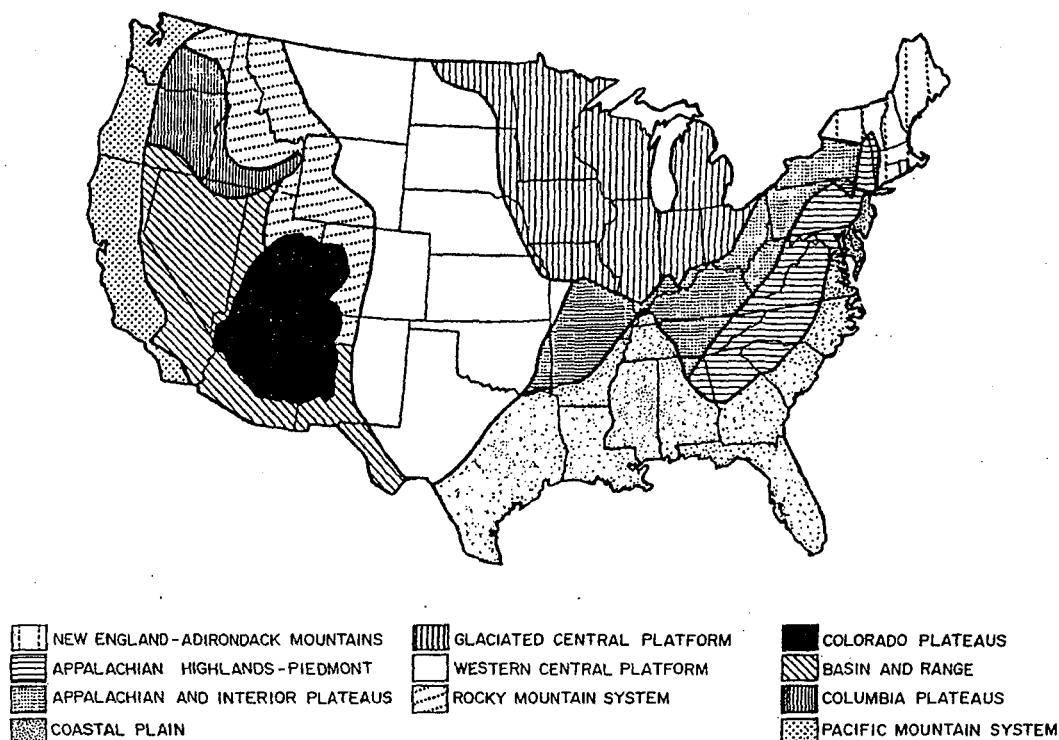 NEW ENGLAND-ADIRONDACK MOUNTAINS
APPALACHIAN HIGHLANDS-PIEDMONT
APPALACHIAN AND INTERIOR PLATEAUS
COASTAL PLAIN
GLACIATED CENTRAL PLATFORM
WESTERN CENTRAL PLATFORM
ROCKY MOUNTAIN SYSTEM
COLORADO PLATEAUS
BASIN AND RANGE
COLUMBIA PLATEAUS
PACIFIC MOUNTAIN SYSTEM